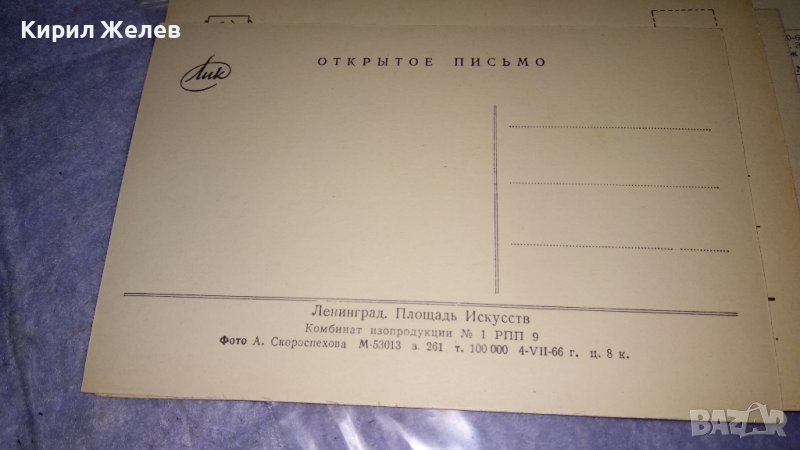 Кирил Желев
ОТКРЫТОЕ ПИСЬМО
Лик
Ленинград. Площадь Искусств
Комбинат изопродукции № 1 РПП 9
Фото А. Скороспехова М-53013 з. 261 т. 100 000 4-VII-66 г. ц. 8 к.
BAZAR